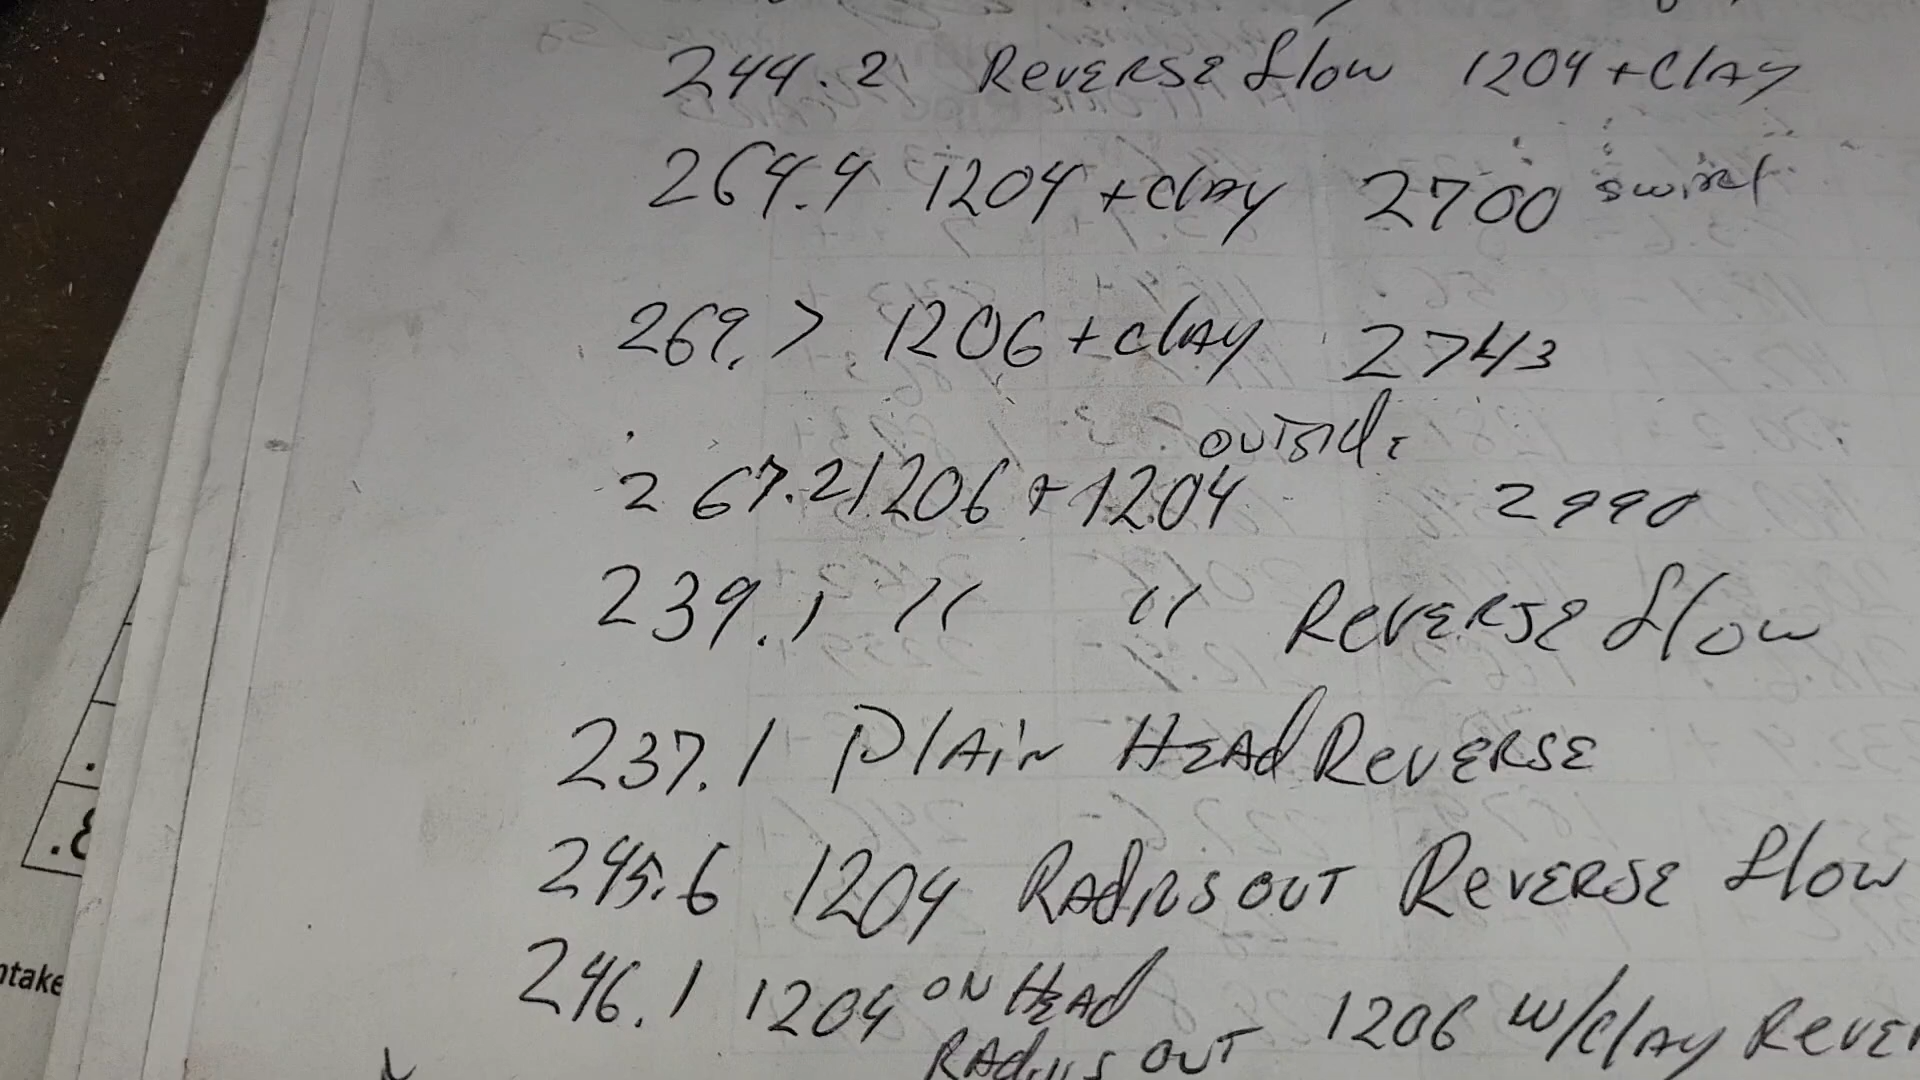 244.2 Reverse flow 1204 + clay
264.4 1204 + clay 2700 swirl
269.7 1206 + clay 2743
outside
267.2 1206 + 1204 2990
239.1 " " Reverse flow
237.1 Plain Head Reverse
245.6 1204 Radius out Reverse flow
246.1 1204 on Head 1206 w/clay Rever
Radius out
ntake